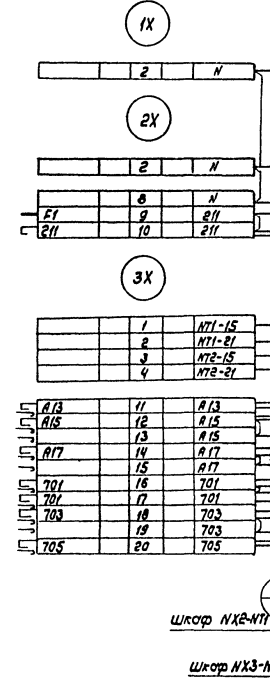 1X
2 N
2X
2 N
8 N
F1 9 211
211 10 211
3X
1 NT1-15
2 NT1-21
3 NT2-15
4 NT2-21
A13 11 A13
A15 12 A15
13 A15
A17 14 A17
15 A17
701 16 701
701 17 701
703 18 703
19 703
705 20 705
шкаф NX2-NT1
шкаф NX3-N